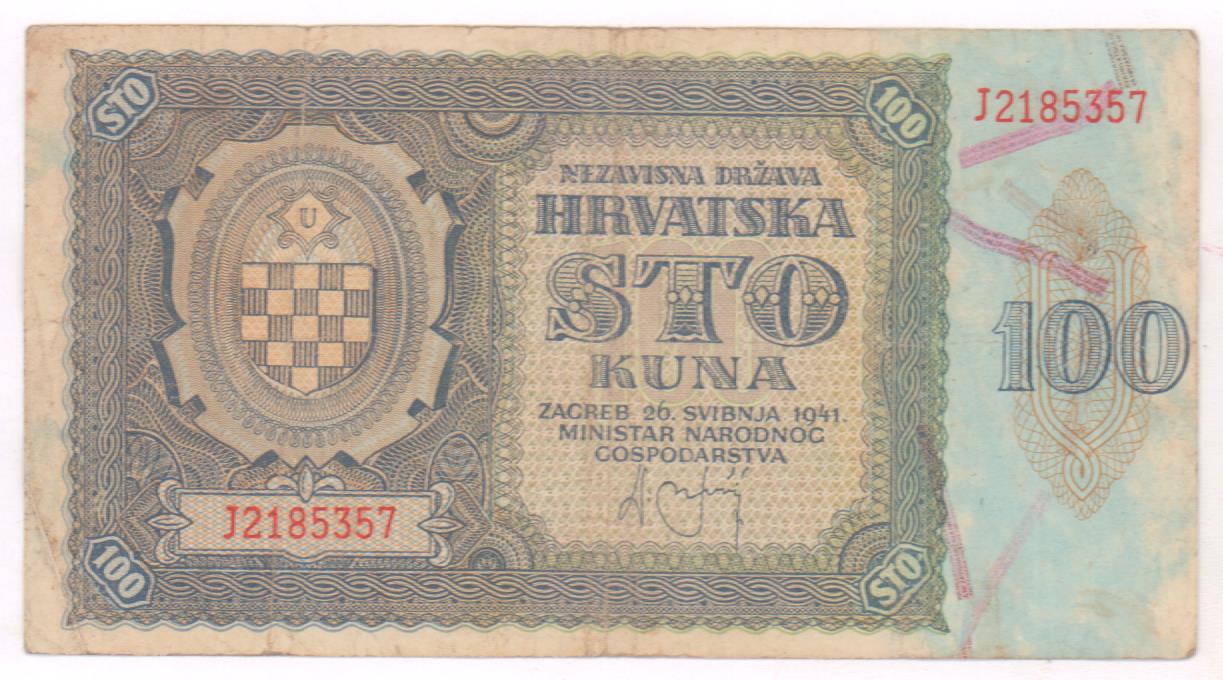 STO
100
J2185357
U
NEZAVISNA DRŽAVA
HRVATSKA
STO
KUNA
100
ZAGREB 26. SVIBNJA 1941.
MINISTAR NARODNOG
GOSPODARSTVA
J2185357
100
STO